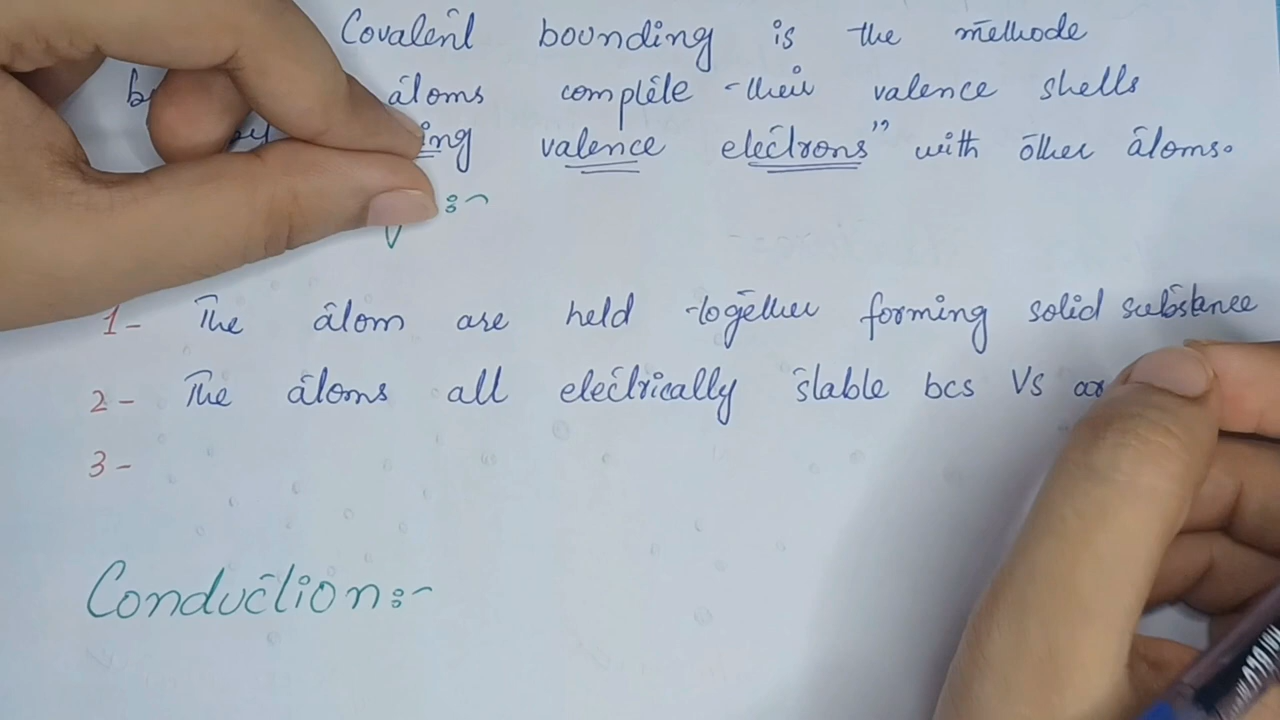 Covalent bounding is the methode
atoms complete their valence shells
valence electrons" with other atoms.
:-
1- The atom are held together forming solid substence
2- The atoms all electrically stable bcs Vs
3-
Conduction:-